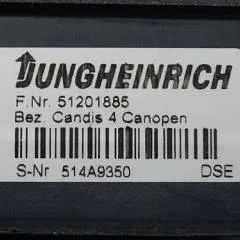 JUNGHEINRICH
F.Nr. 51201885
Bez. Candis 4 Canopen
S-Nr 514A9350 DSE